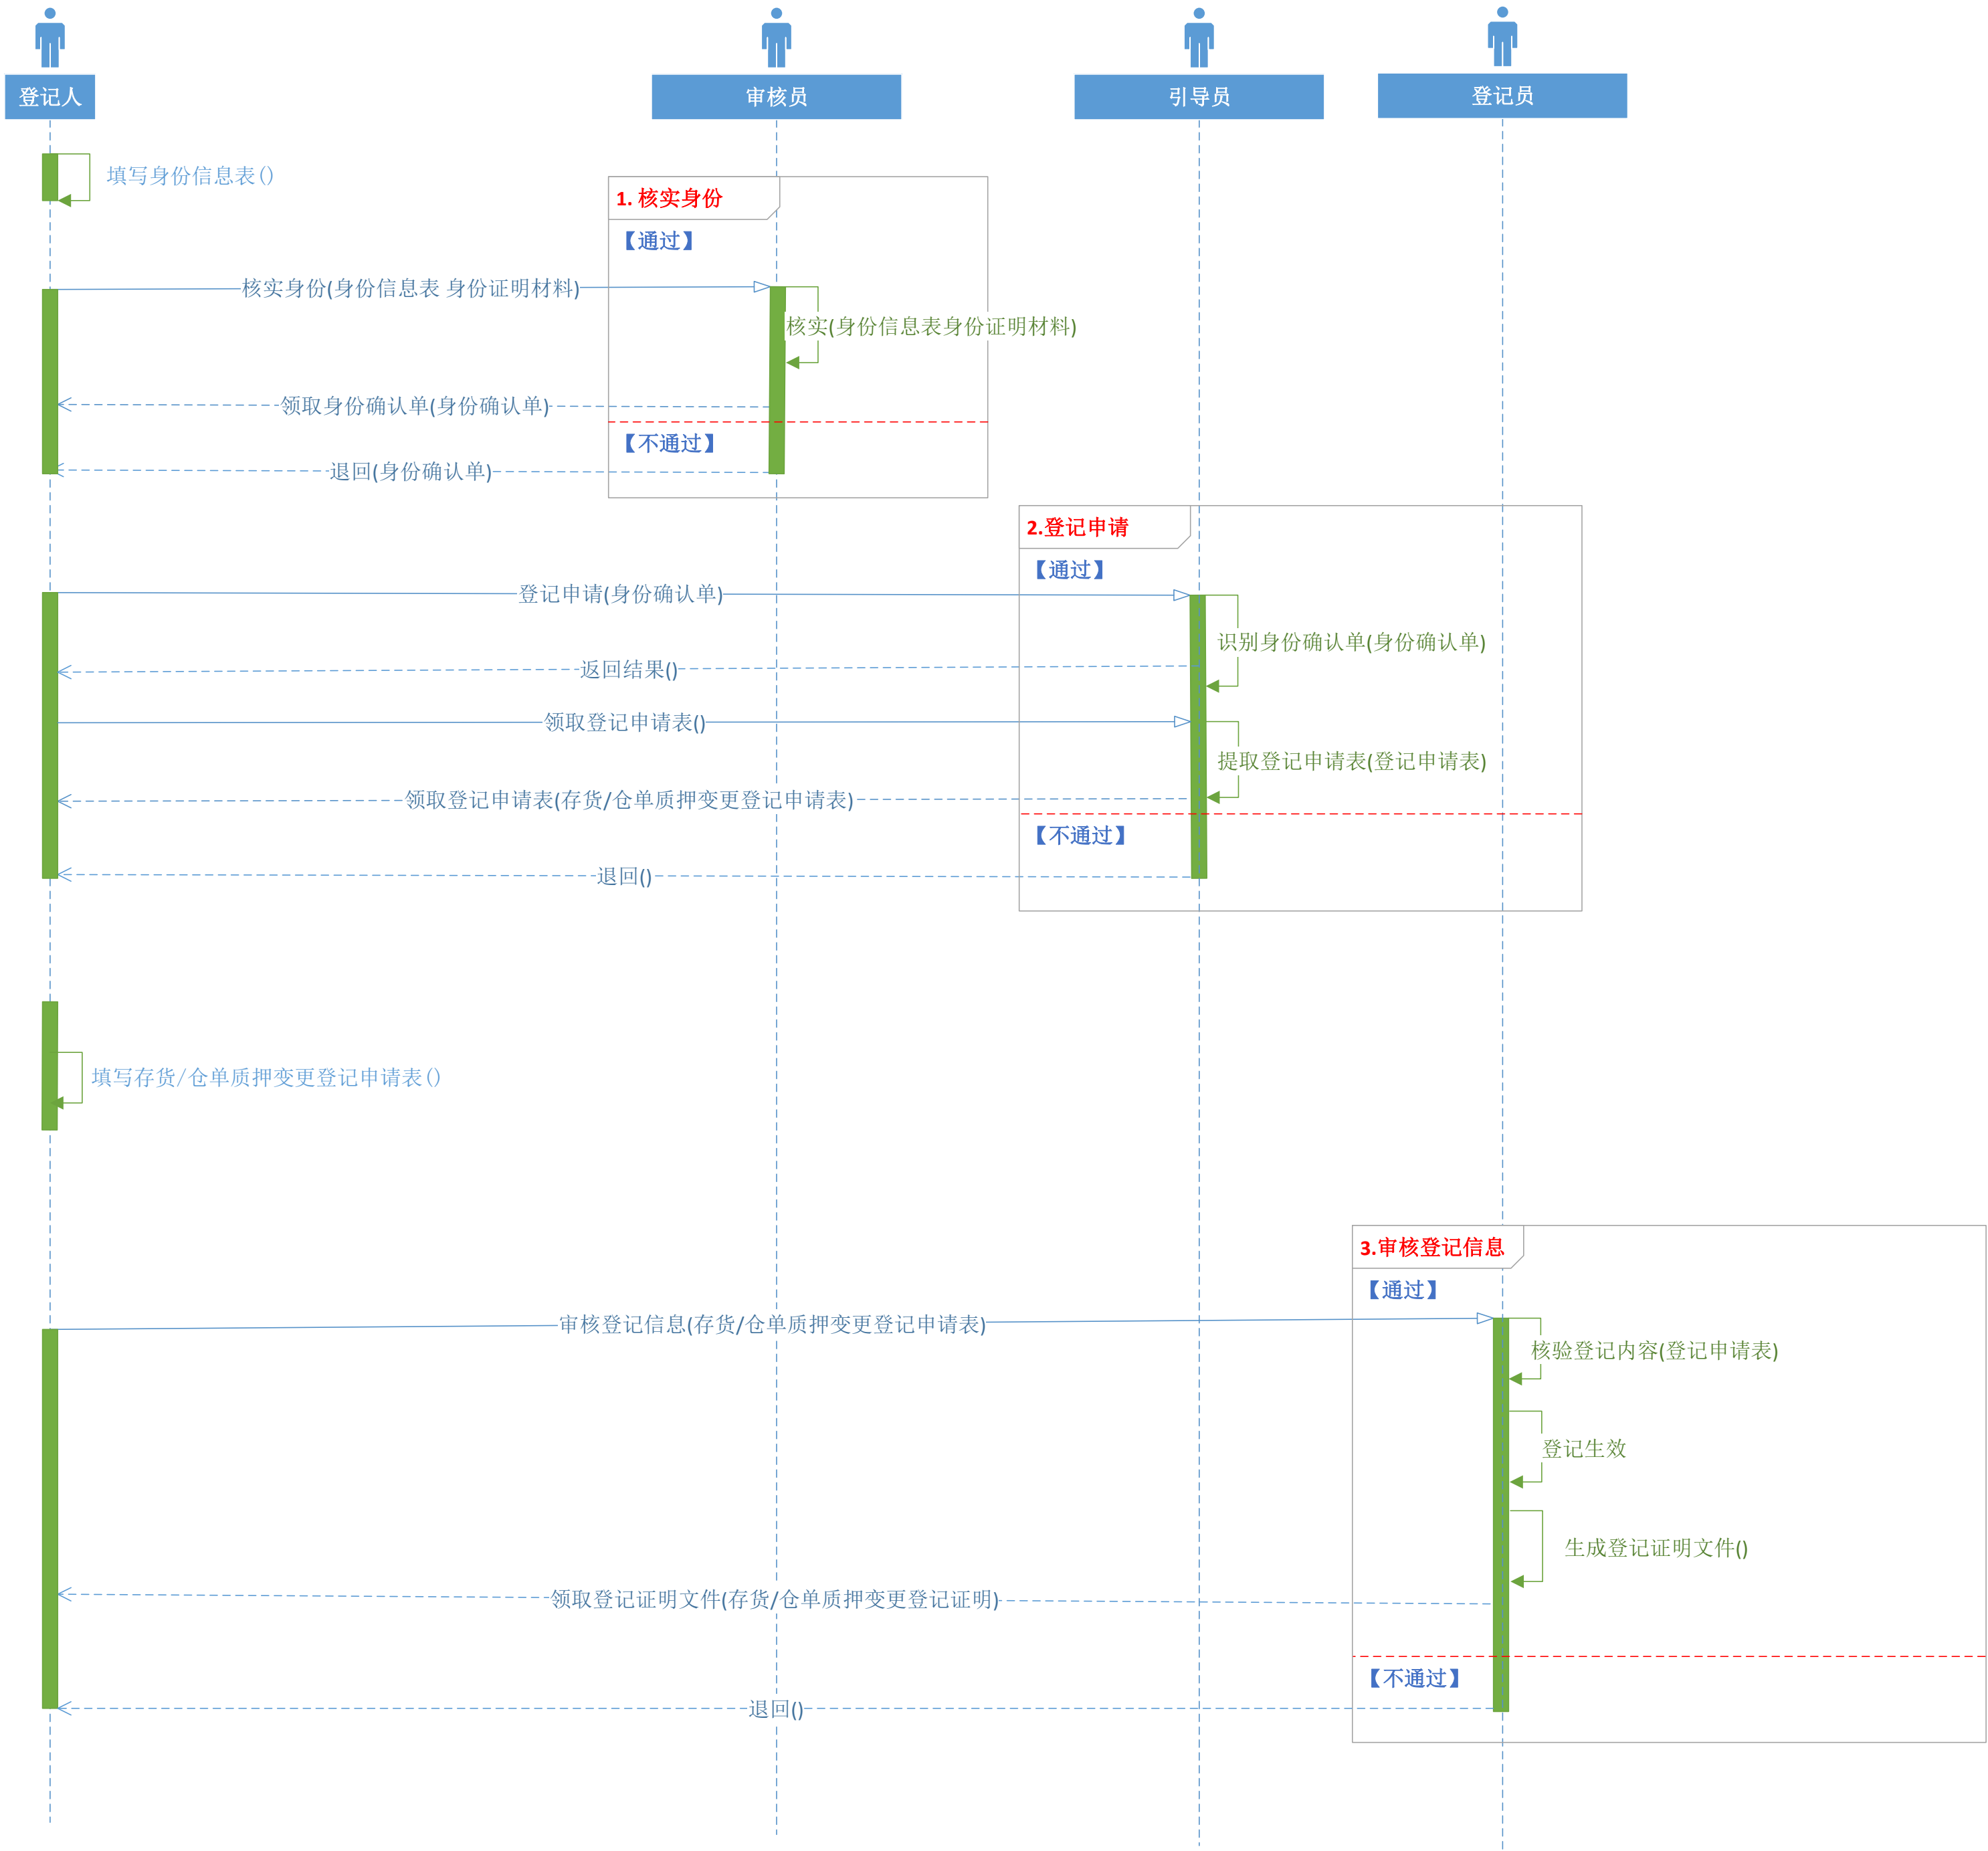 登记人
审核员
引导员
登记员
填写身份信息表()
1. 核实身份
【通过】
核实身份(身份信息表 身份证明材料)
核实(身份信息表身份证明材料)
领取身份确认单(身份确认单)
【不通过】
退回(身份确认单)
2.登记申请
【通过】
登记申请(身份确认单)
识别身份确认单(身份确认单)
返回结果()
领取登记申请表()
提取登记申请表(登记申请表)
领取登记申请表(存货/仓单质押变更登记申请表)
【不通过】
退回()
填写存货/仓单质押变更登记申请表()
3.审核登记信息
【通过】
审核登记信息(存货/仓单质押变更登记申请表)
核验登记内容(登记申请表)
登记生效
生成登记证明文件()
领取登记证明文件(存货/仓单质押变更登记证明)
【不通过】
退回()